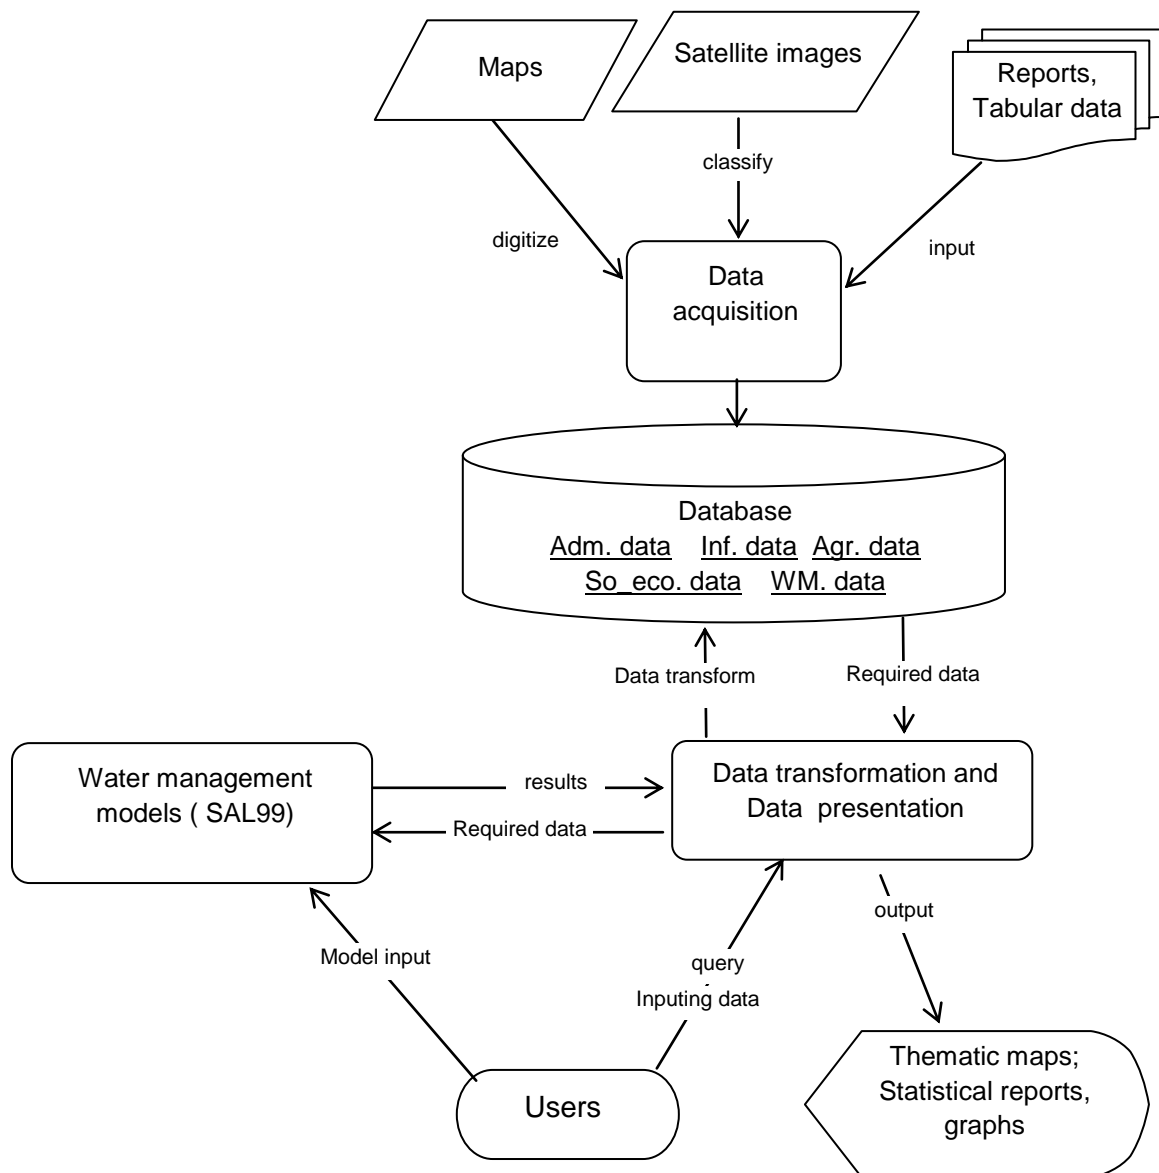 Maps
Satellite images
Reports,
Tabular data
classify
digitize
input
Data
acquisition
Database
Adm. data Inf. data Agr. data
So_eco. data WM. data
Data transform
Required data
Water management
models ( SAL99)
results
Required data
Data transformation and
Data presentation
output
Model input
query
Inputing data
Users
Thematic maps;
Statistical reports,
graphs